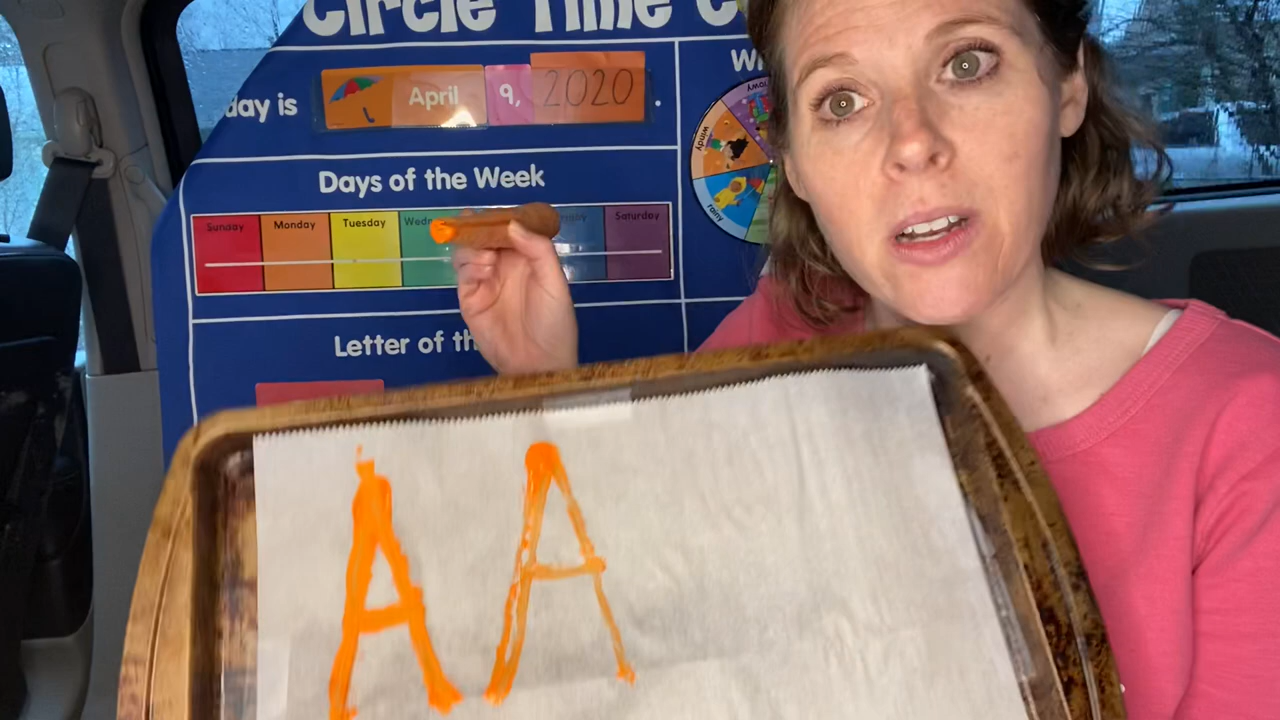 Circle Time
day is April 9, 2020.
Days of the Week
Sunday Monday Tuesday Wedn Saturday
windy
rainy
Letter of th
A A